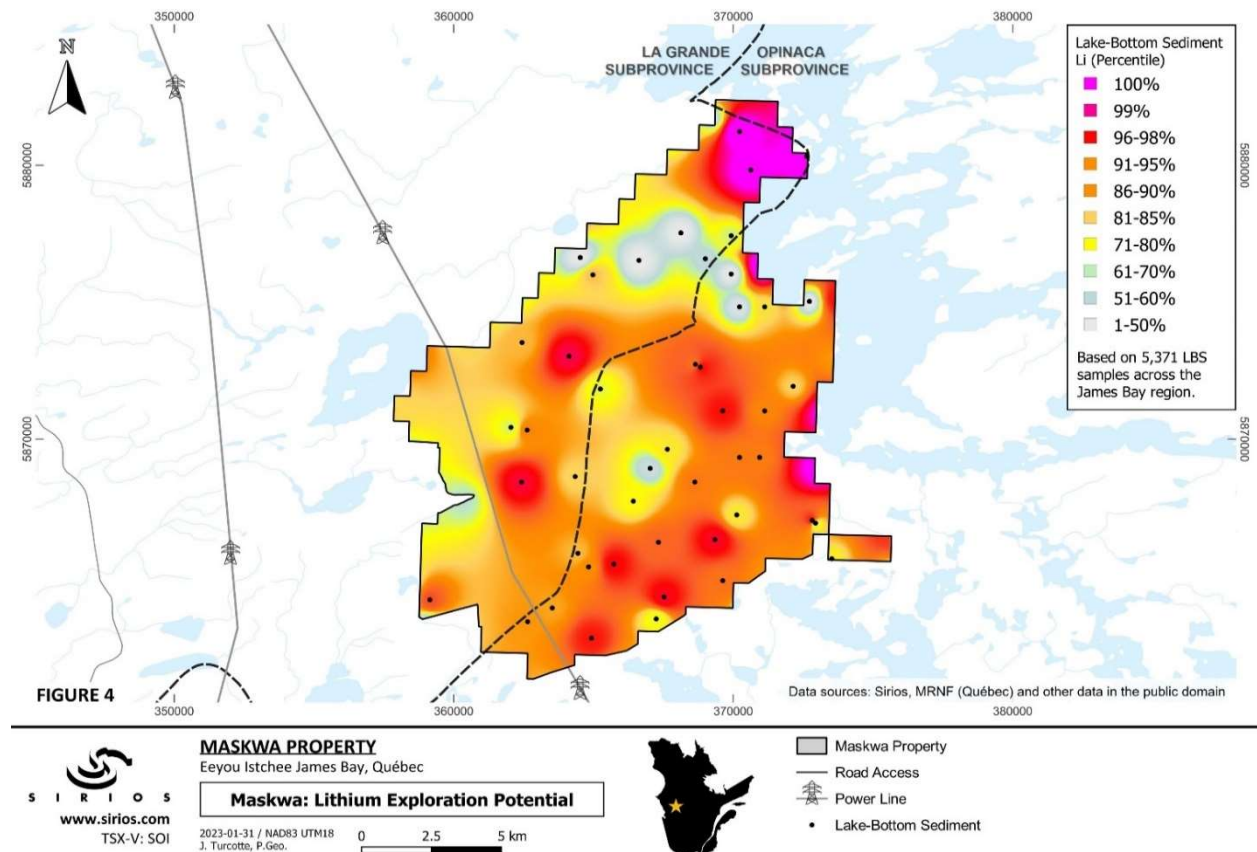 350000
360000
370000
380000
N
LA GRANDE
SUBPROVINCE
OPINACA
SUBPROVINCE
Lake-Bottom Sediment
Li (Percentile)
100%
99%
96-98%
91-95%
86-90%
81-85%
71-80%
61-70%
51-60%
1-50%
Based on 5,371 LBS
samples across the
James Bay region.
5880000
5880000
5870000
5870000
FIGURE 4
Data sources: Sirios, MRNF (Québec) and other data in the public domain
350000
360000
370000
380000
SIRIOS
www.sirios.com
TSX-V: SOI
MASKWA PROPERTY
Eeyou Istchee James Bay, Québec
Maskwa: Lithium Exploration Potential
2023-01-31 / NAD83 UTM18
J. Turcotte, P.Geo.
0 2.5 5 km
Maskwa Property
Road Access
Power Line
Lake-Bottom Sediment